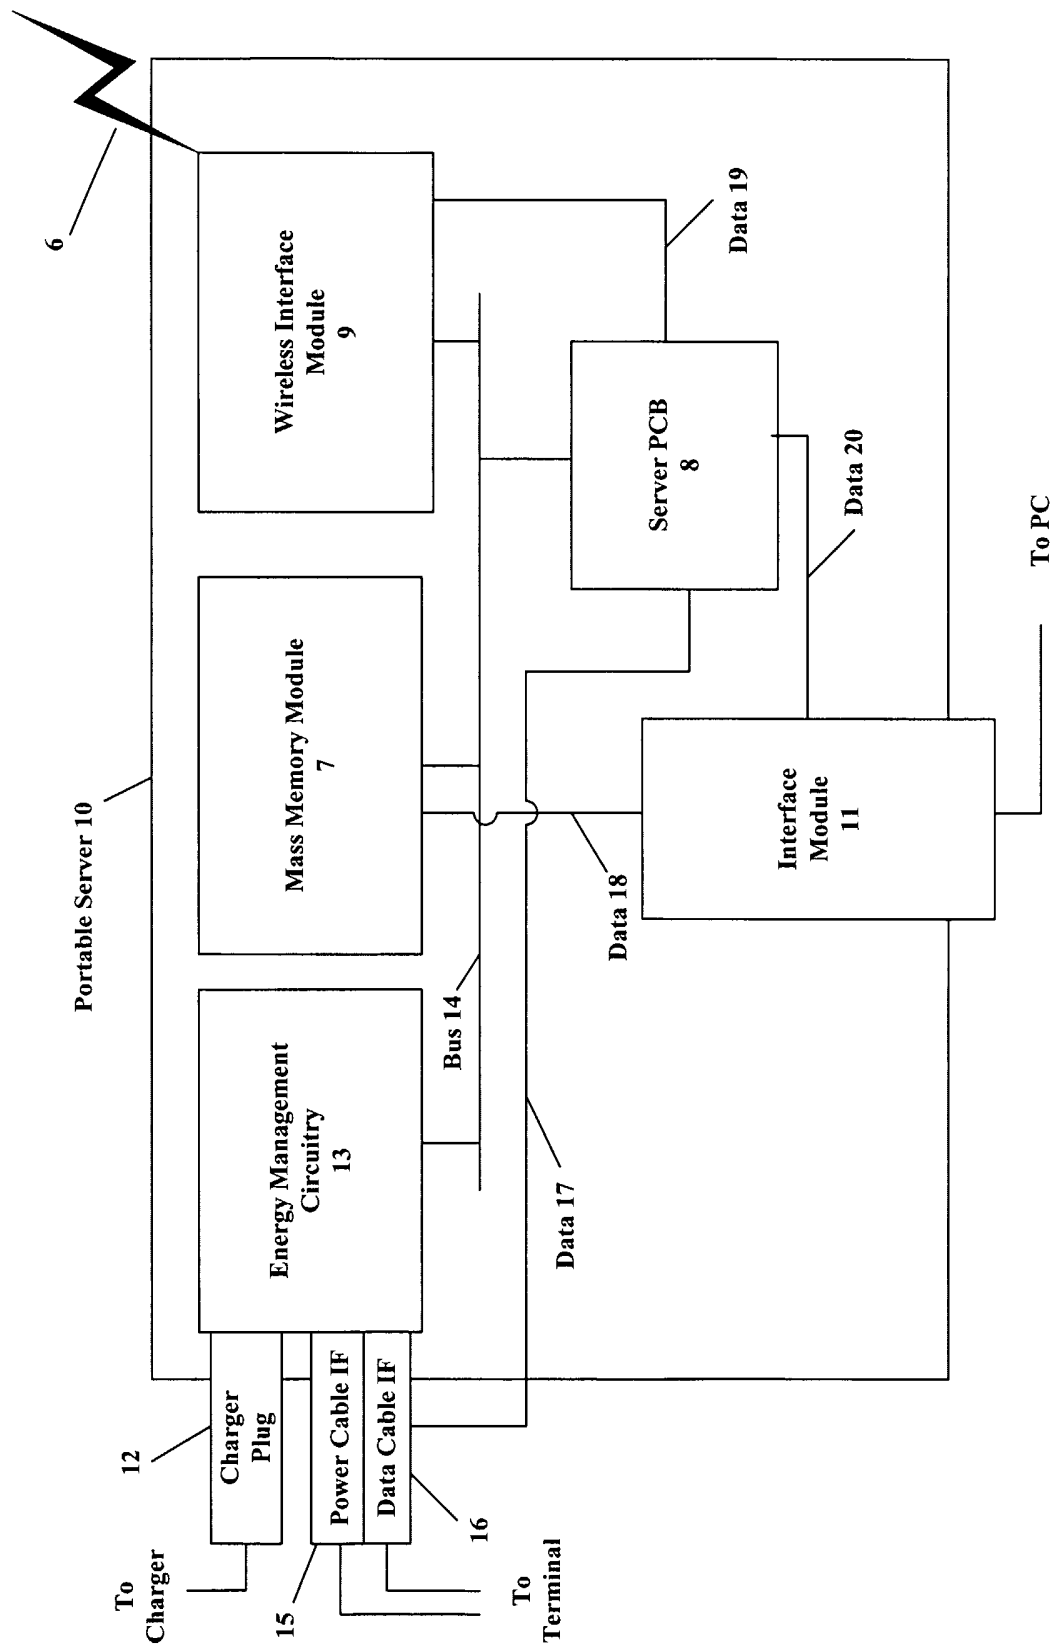 Portable Server 10
6
To
Charger
12
Charger
Plug
15
Power Cable IF
Data Cable IF
16
To
Terminal
Energy Management
Circuitry
13
Mass Memory Module
7
Wireless Interface
Module
9
Bus 14
Data 17
Data 18
Data 19
Server PCB
8
Data 20
Interface
Module
11
To PC